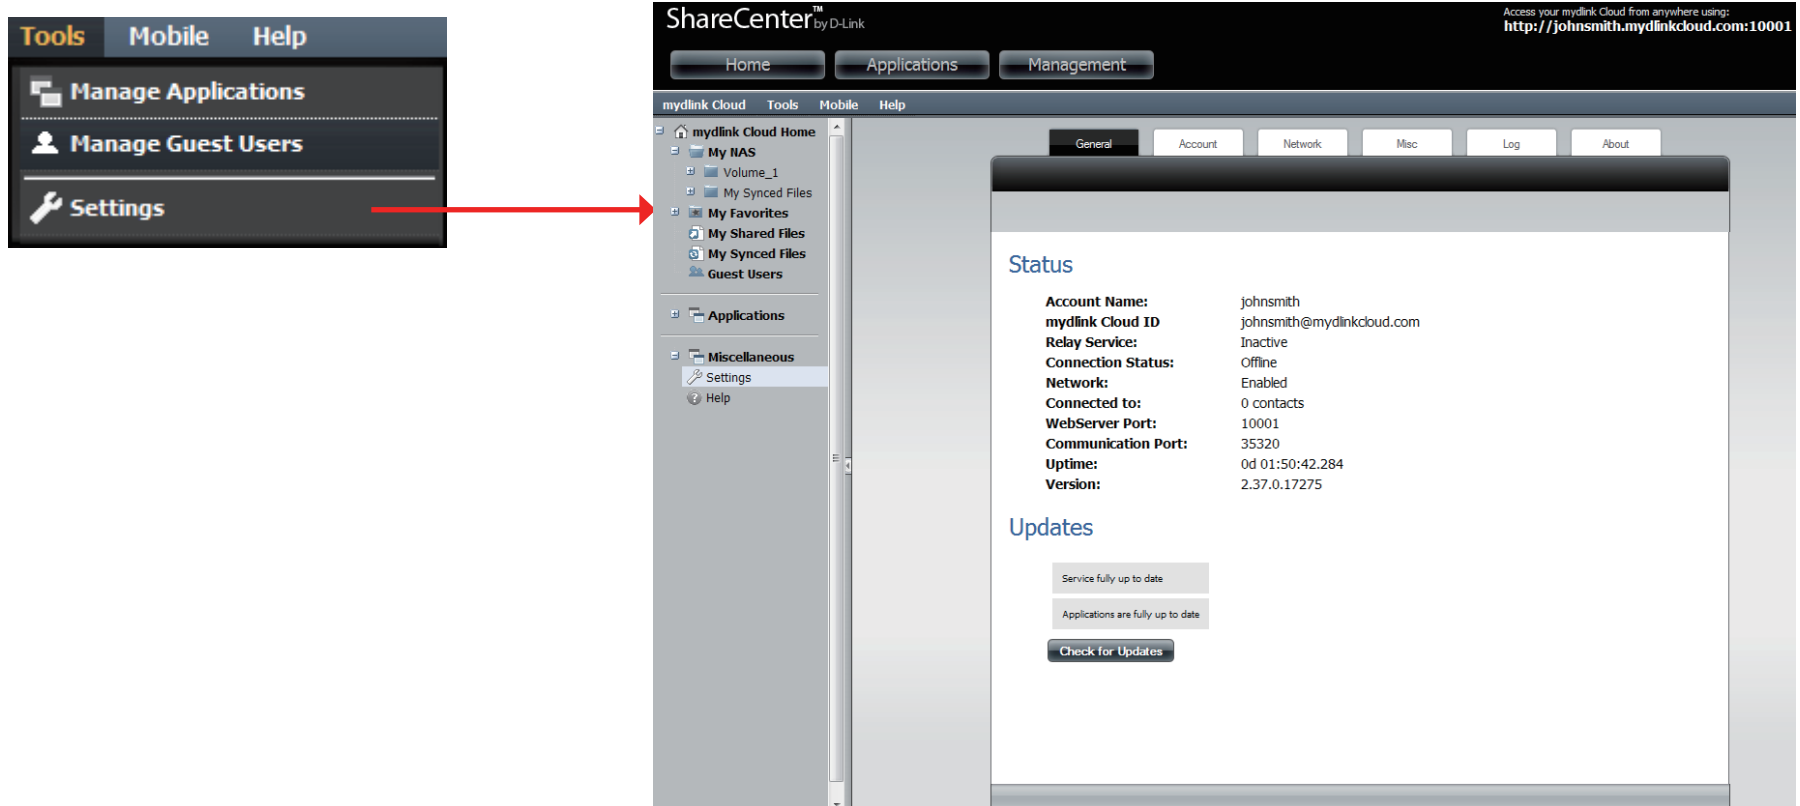 Tools Mobile Help
Manage Applications
Manage Guest Users
Settings
ShareCenter™ by D-Link
Access your mydlink Cloud from anywhere using:
http://johnsmith.mydlinkcloud.com:10001
Home Applications Management
mydlink Cloud Tools Mobile Help
mydlink Cloud Home
My NAS
Volume_1
My Synced Files
My Favorites
My Shared Files
My Synced Files
Guest Users
Applications
Miscellaneous
Settings
Help
General Account Network Misc Log About
Status
Account Name: johnsmith
mydlink Cloud ID johnsmith@mydlinkcloud.com
Relay Service: Inactive
Connection Status: Offline
Network: Enabled
Connected to: 0 contacts
WebServer Port: 10001
Communication Port: 35320
Uptime: 0d 01:50:42.284
Version: 2.37.0.17275
Updates
Service fully up to date
Applications are fully up to date
Check for Updates